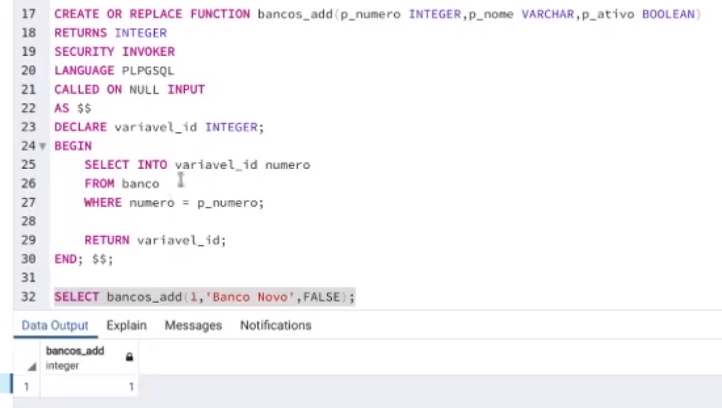 17 CREATE OR REPLACE FUNCTION bancos_add(p_numero INTEGER,p_nome VARCHAR,p_ativo BOOLEAN)
18 RETURNS INTEGER
19 SECURITY INVOKER
20 LANGUAGE PLPGSQL
21 CALLED ON NULL INPUT
22 AS $$
23 DECLARE variavel_id INTEGER;
24 BEGIN
25 SELECT INTO variavel_id numero
26 FROM banco
27 WHERE numero = p_numero;
28
29 RETURN variavel_id;
30 END; $$;
31
32 SELECT bancos_add(1,'Banco Novo',FALSE);
Data Output Explain Messages Notifications
bancos_add
integer
1 1